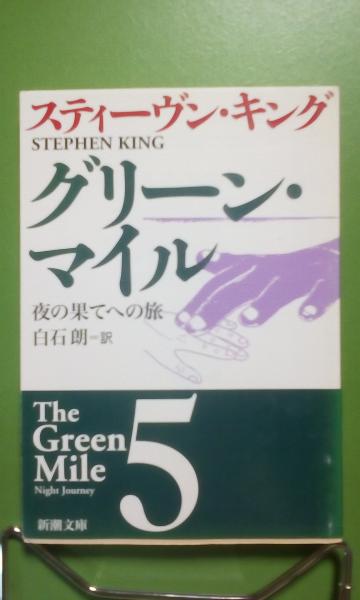 スティーヴン・キング
STEPHEN KING
グリーン・
マイル
夜の果てへの旅
白石 朗=訳
The
Green
Mile
Night Journey
5
新潮文庫